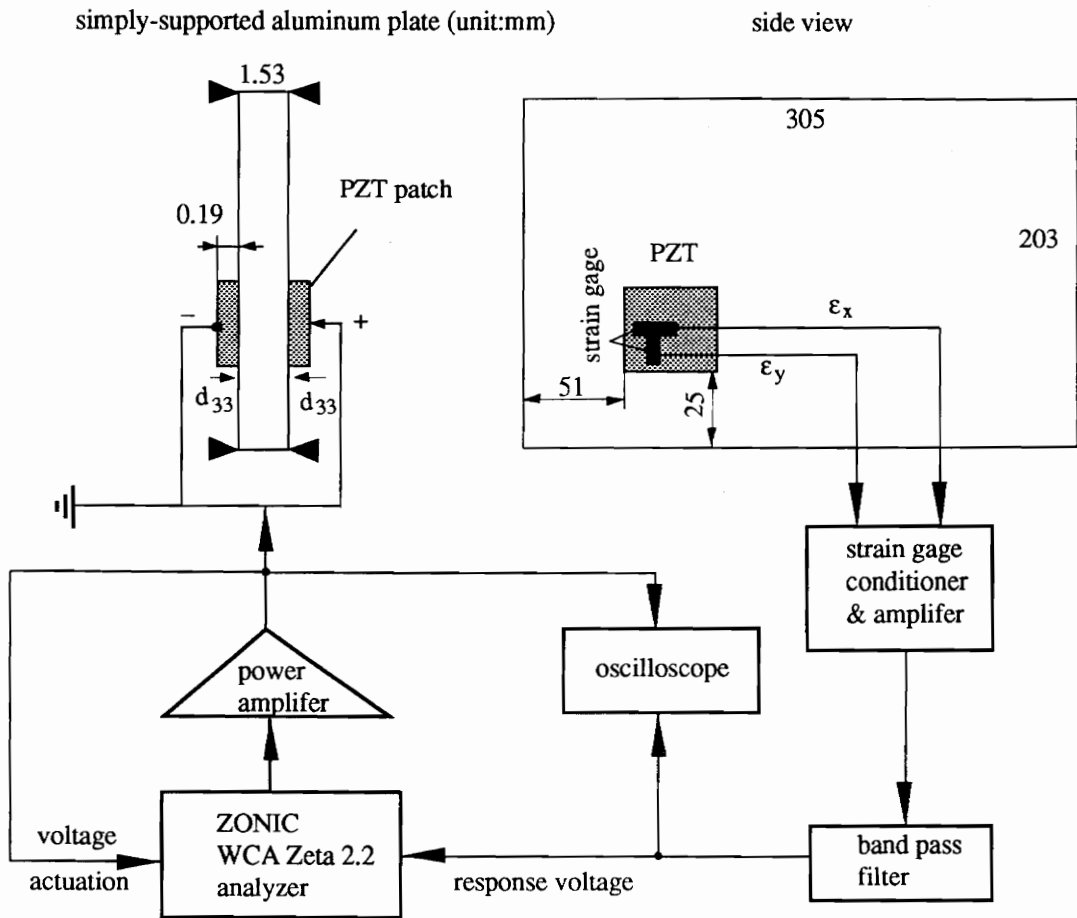 simply-supported aluminum plate (unit:mm)
side view
1.53
305
PZT patch
0.19
203
PZT
strain gage
εx
− +
εy
d33 d33
51
25
strain gage
conditioner
& amplifer
power
amplifer
oscilloscope
ZONIC
WCA Zeta 2.2
analyzer
voltage
actuation
response voltage
band pass
filter